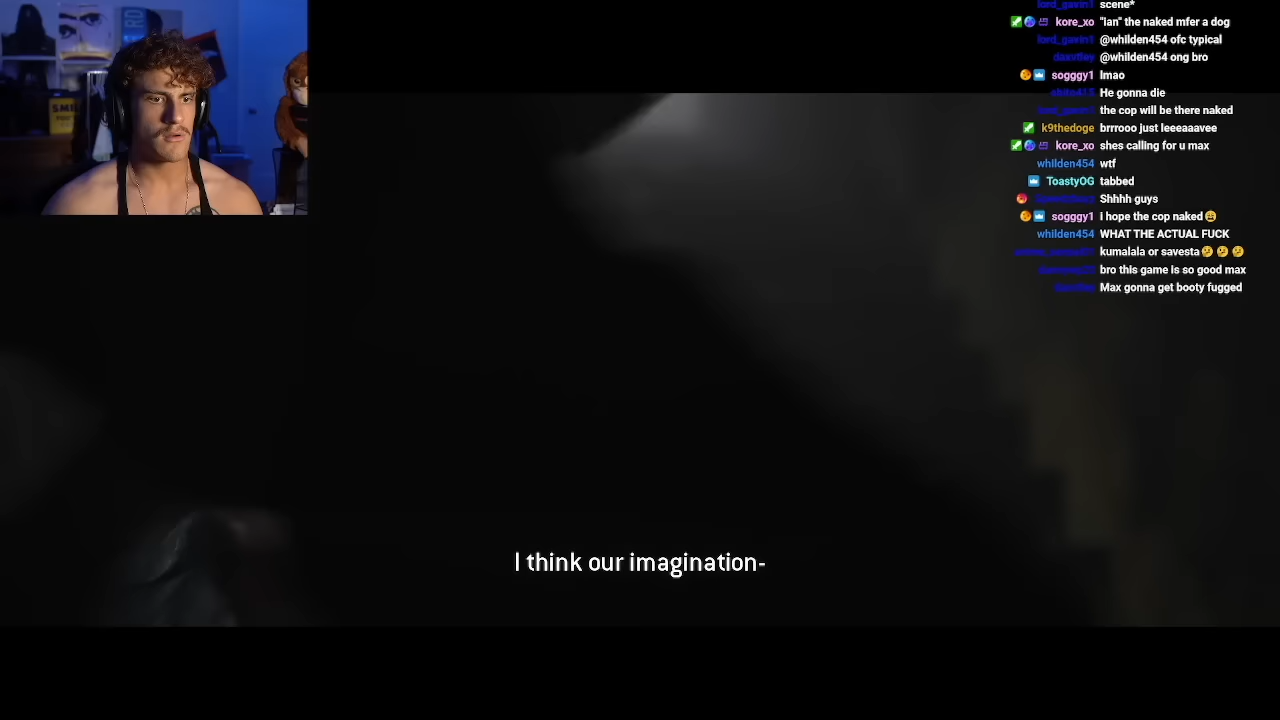 scene*
kore_xo "Ian" the naked mfer a dog
lord_gavin1 @whilden454 ofc typical
@whilden454 ong bro
sogggy1 lmao
He gonna die
lord_gavin1 the cop will be there naked
k9thedoge brrrooo just leeeaaavee
kore_xo shes calling for u max
whilden454 wtf
ToastyOG tabbed
Shhhh guys
sogggy1 i hope the cop naked😩
whilden454 WHAT THE ACTUAL FUCK
kumalala or savesta🤔 🤔 🤔
bro this game is so good max
Max gonna get booty fugged
I think our imagination-